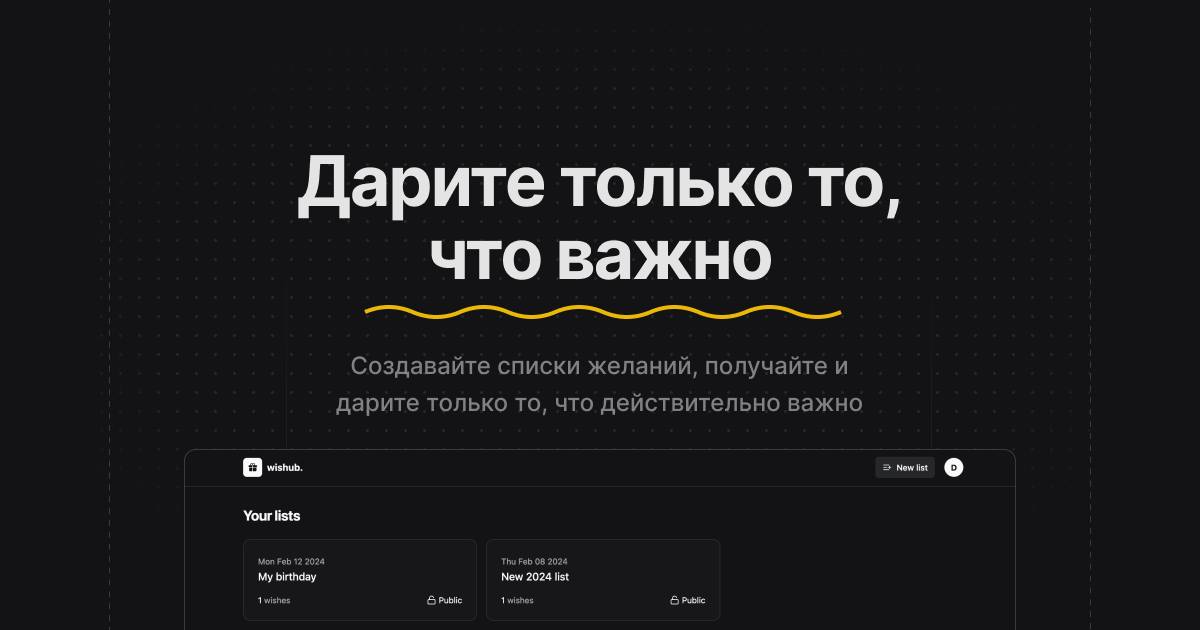 Дарите только то,
что важно
Создавайте списки желаний, получайте и
дарите только то, что действительно важно
wishub.
New list
D
Your lists
Mon Feb 12 2024
My birthday
1 wishes
Public
Thu Feb 08 2024
New 2024 list
1 wishes
Public